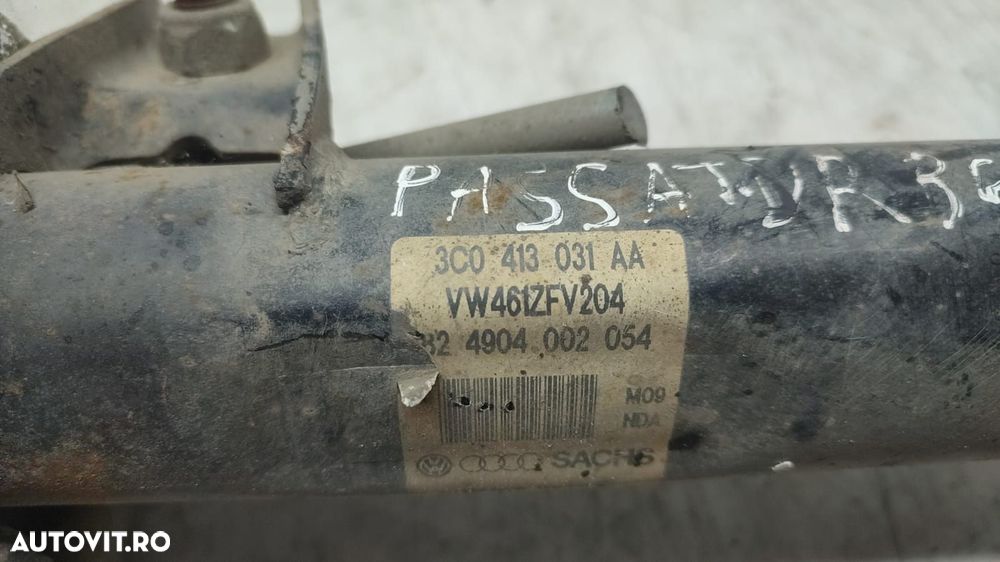 PASSAT
3C0 413 031 AA
VW461ZFV204
4904 002 054
M09
NDA
SACHS
AUTOVIT.RO